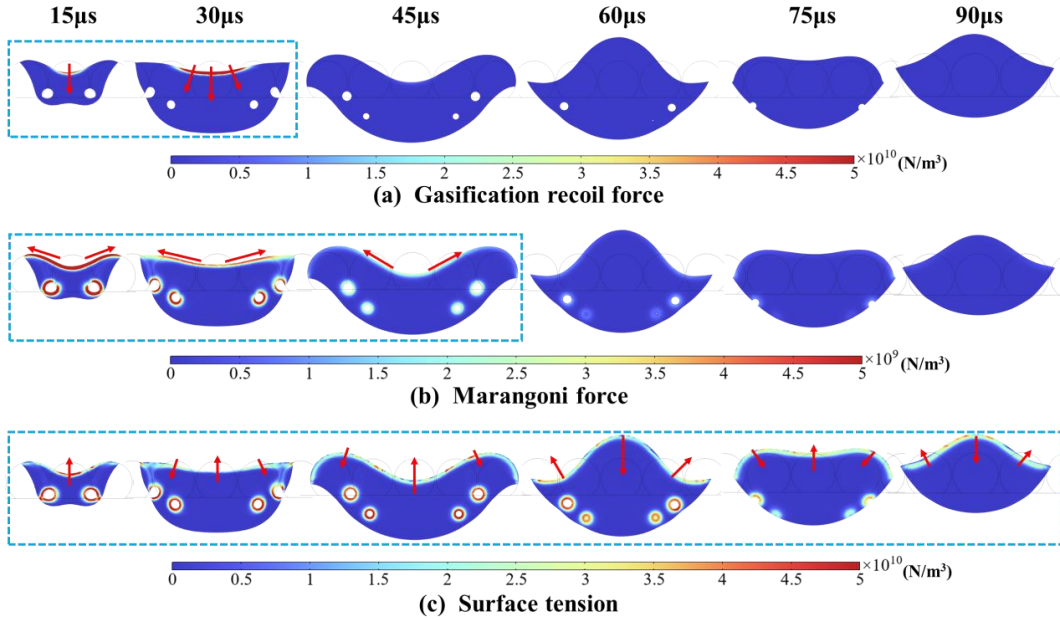 15μs 30μs 45μs 60μs 75μs 90μs
×10¹⁰
(N/m³)
0 0.5 1 1.5 2 2.5 3 3.5 4 4.5 5
(a) Gasification recoil force
×10⁹
(N/m³)
0 0.5 1 1.5 2 2.5 3 3.5 4 4.5 5
(b) Marangoni force
×10¹⁰
(N/m³)
0 0.5 1 1.5 2 2.5 3 3.5 4 4.5 5
(c) Surface tension